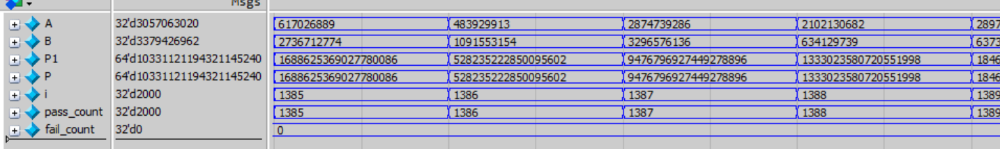 Msgs
A 32'd3057063020 617026889 483929913 2874739286 2102130682 2897
B 32'd3379426962 2736712774 1091553154 3296576136 634129739 6373
P1 64'd10331121194321145240 1688625369027780086 528235222850095602 9476796927449278896 1333023580720551998 1846
P 64'd10331121194321145240 1688625369027780086 528235222850095602 9476796927449278896 1333023580720551998 1846
i 32'd2000 1385 1386 1387 1388 1389
pass_count 32'd2000 1385 1386 1387 1388 1389
fail_count 32'd0 0